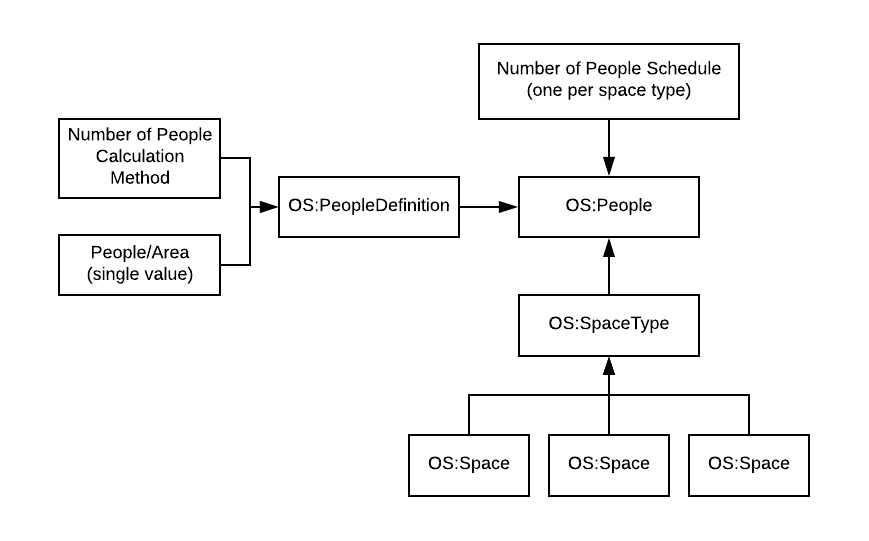 Number of People Schedule
(one per space type)
Number of People
Calculation
Method
OS:PeopleDefinition
OS:People
People/Area
(single value)
OS:SpaceType
OS:Space
OS:Space
OS:Space